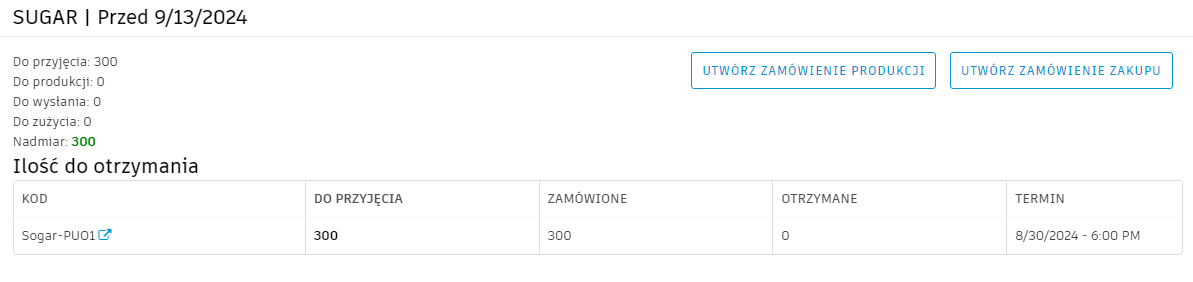 SUGAR | Przed 9/13/2024
Do przyjęcia: 300
Do produkcji: 0
Do wysłania: 0
Do zużycia: 0
Nadmiar: 300
UTWÓRZ ZAMÓWIENIE PRODUKCJI
UTWÓRZ ZAMÓWIENIE ZAKUPU
Ilość do otrzymania
KOD DO PRZYJĘCIA ZAMÓWIONE OTRZYMANE TERMIN
Sogar-PU01 300 300 0 8/30/2024 - 6:00 PM